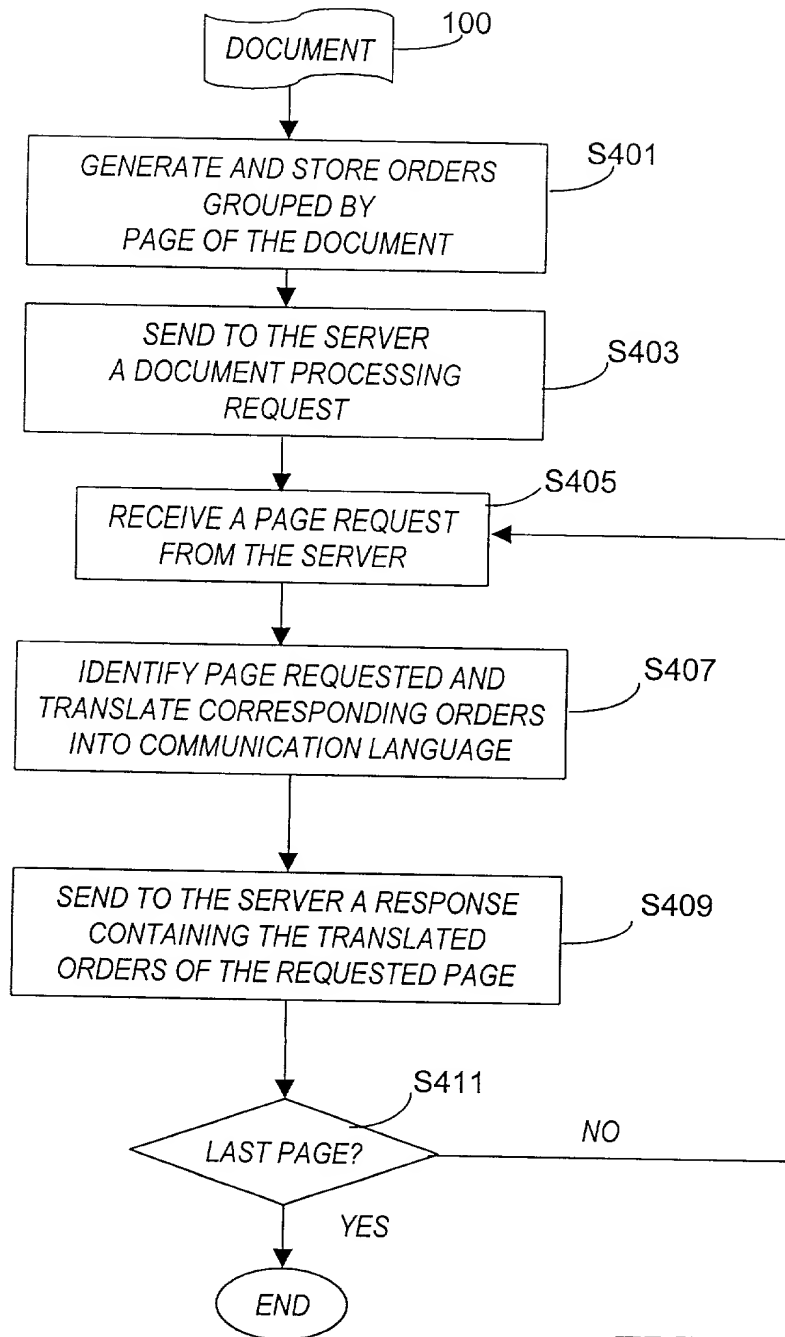 DOCUMENT
100
GENERATE AND STORE ORDERS
GROUPED BY
PAGE OF THE DOCUMENT
S401
SEND TO THE SERVER
A DOCUMENT PROCESSING
REQUEST
S403
S405
RECEIVE A PAGE REQUEST
FROM THE SERVER
IDENTIFY PAGE REQUESTED AND
TRANSLATE CORRESPONDING ORDERS
INTO COMMUNICATION LANGUAGE
S407
SEND TO THE SERVER A RESPONSE
CONTAINING THE TRANSLATED
ORDERS OF THE REQUESTED PAGE
S409
S411
LAST PAGE?
NO
YES
END